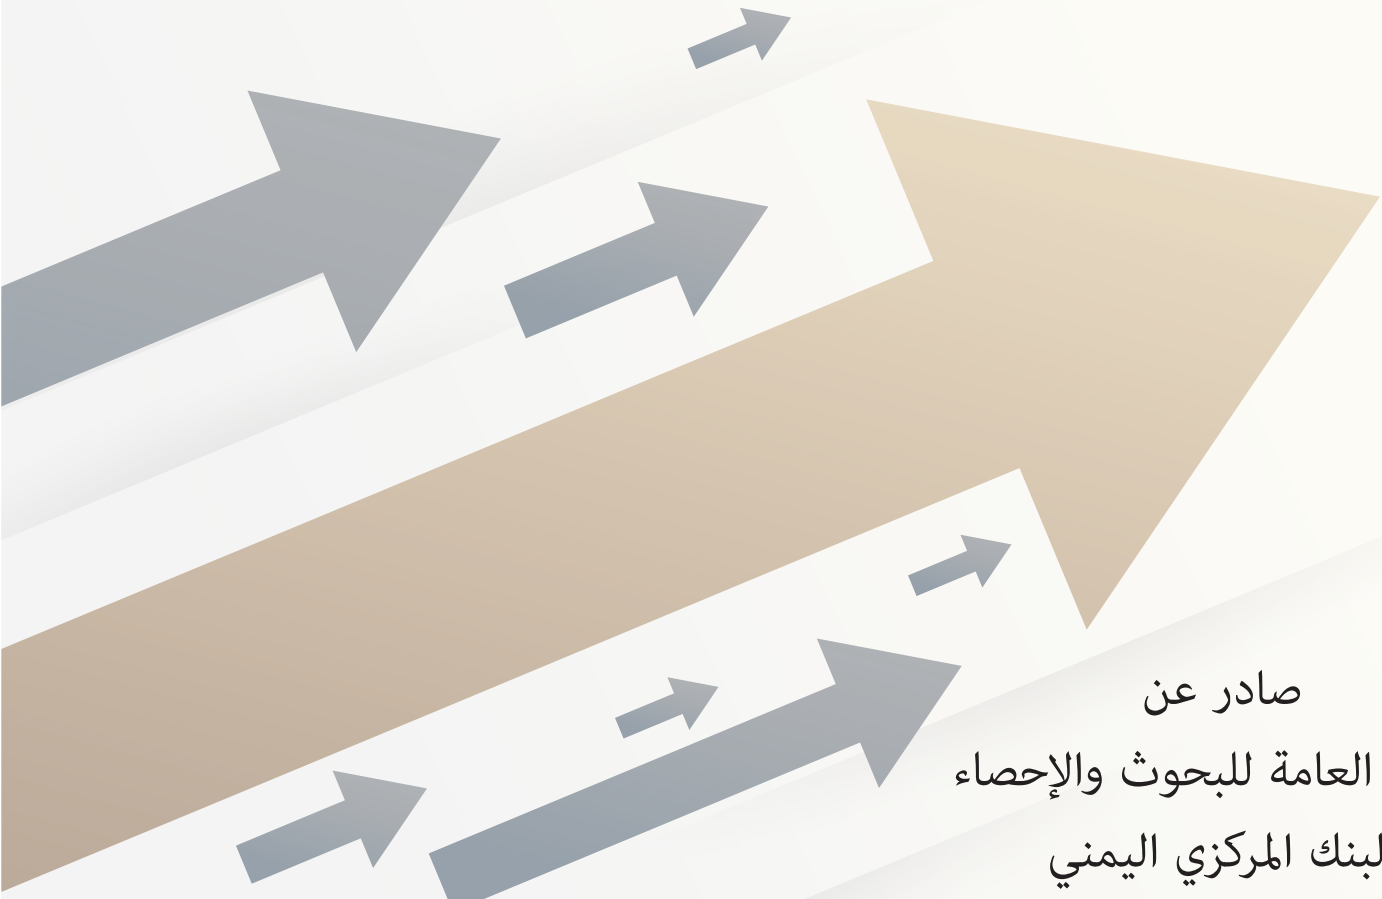 صادر عن
العامة للبحوث والإحصاء
لبنك المركزي اليمني